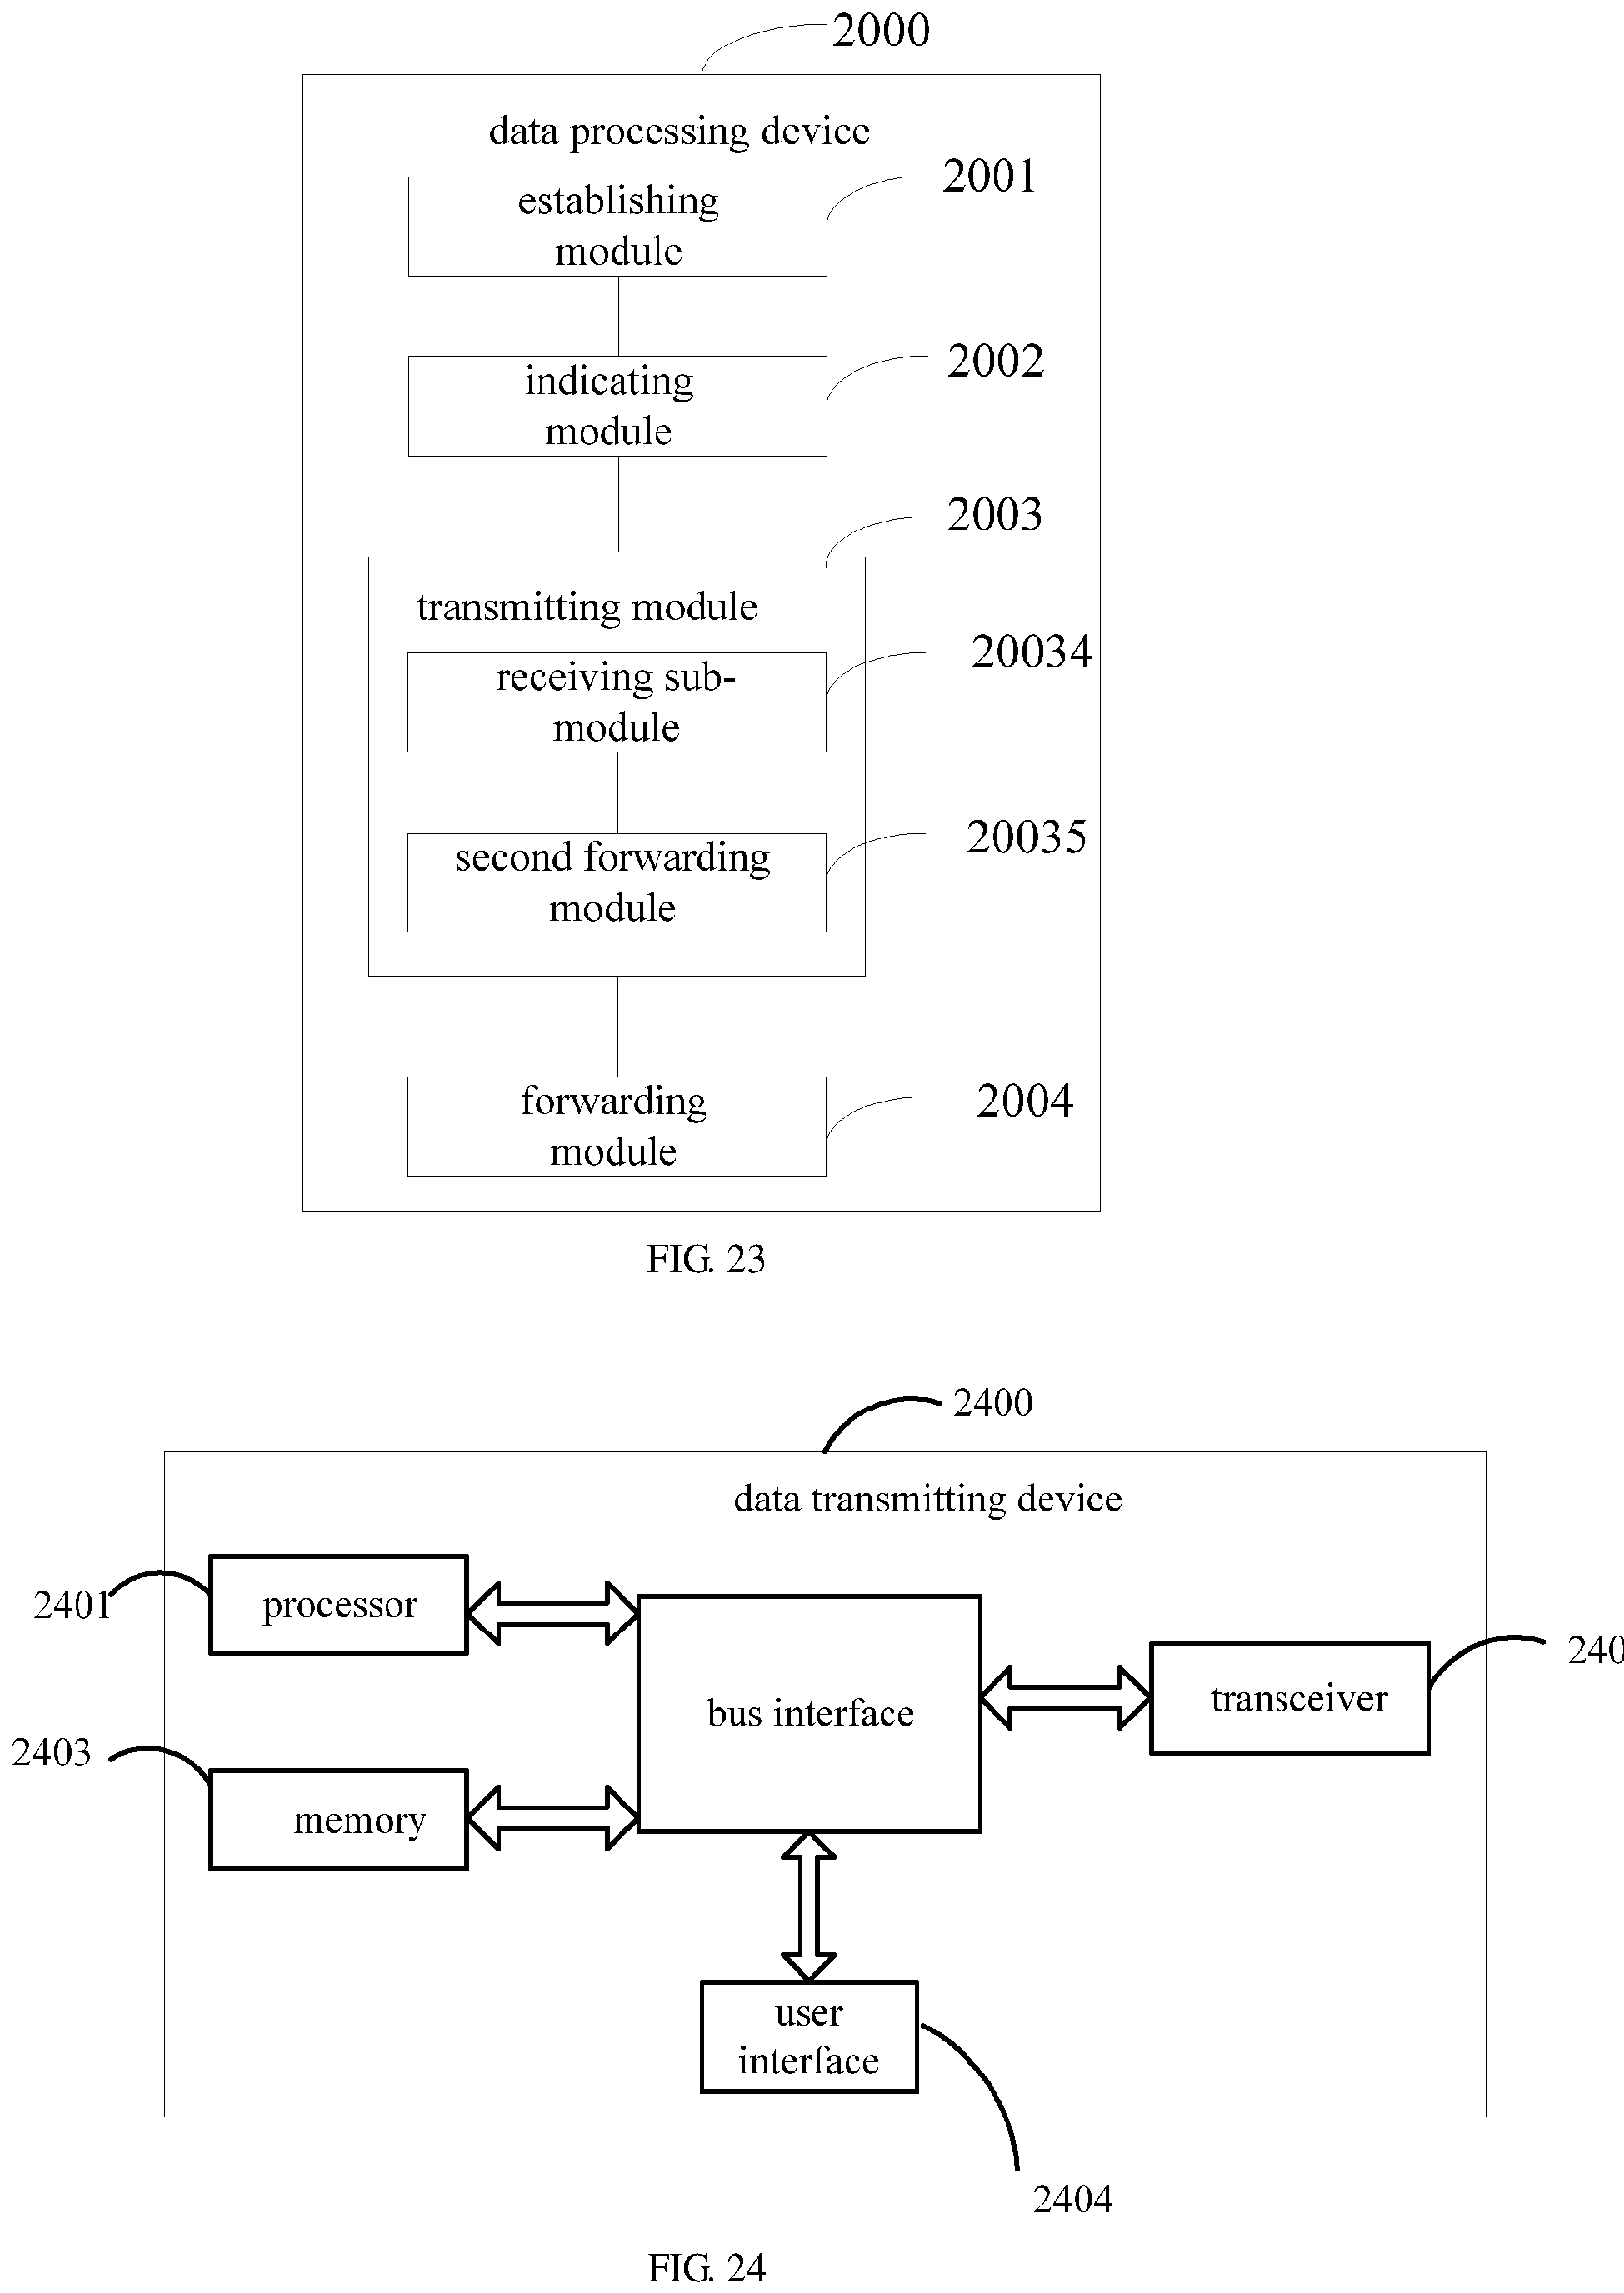 2000
data processing device
2001
establishing
module
2002
indicating
module
2003
transmitting module
20034
receiving sub-
module
20035
second forwarding
module
2004
forwarding
module
FIG. 23
2400
data transmitting device
2401
processor
bus interface
transceiver
240
2403
memory
user
interface
2404
FIG. 24